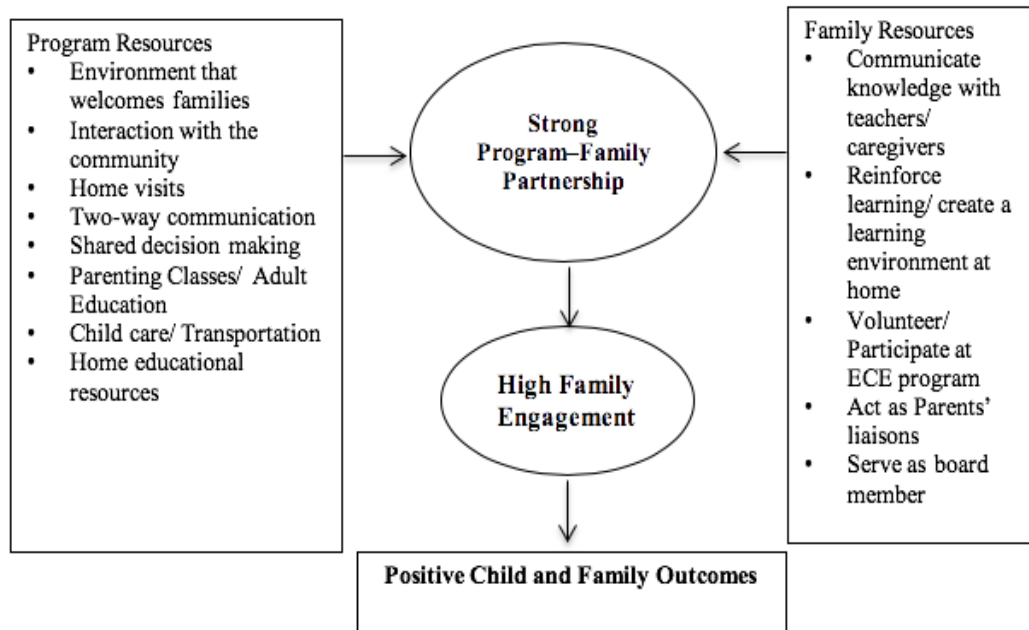 Program Resources
• Environment that
welcomes families
• Interaction with the
community
• Home visits
• Two-way communication
• Shared decision making
• Parenting Classes/ Adult
Education
• Child care/ Transportation
• Home educational
resources
Strong
Program–Family
Partnership
High Family
Engagement
Positive Child and Family Outcomes
Family Resources
• Communicate
knowledge with
teachers/
caregivers
• Reinforce
learning/ create a
learning
environment at
home
• Volunteer/
Participate at
ECE program
• Act as Parents’
liaisons
• Serve as board
member